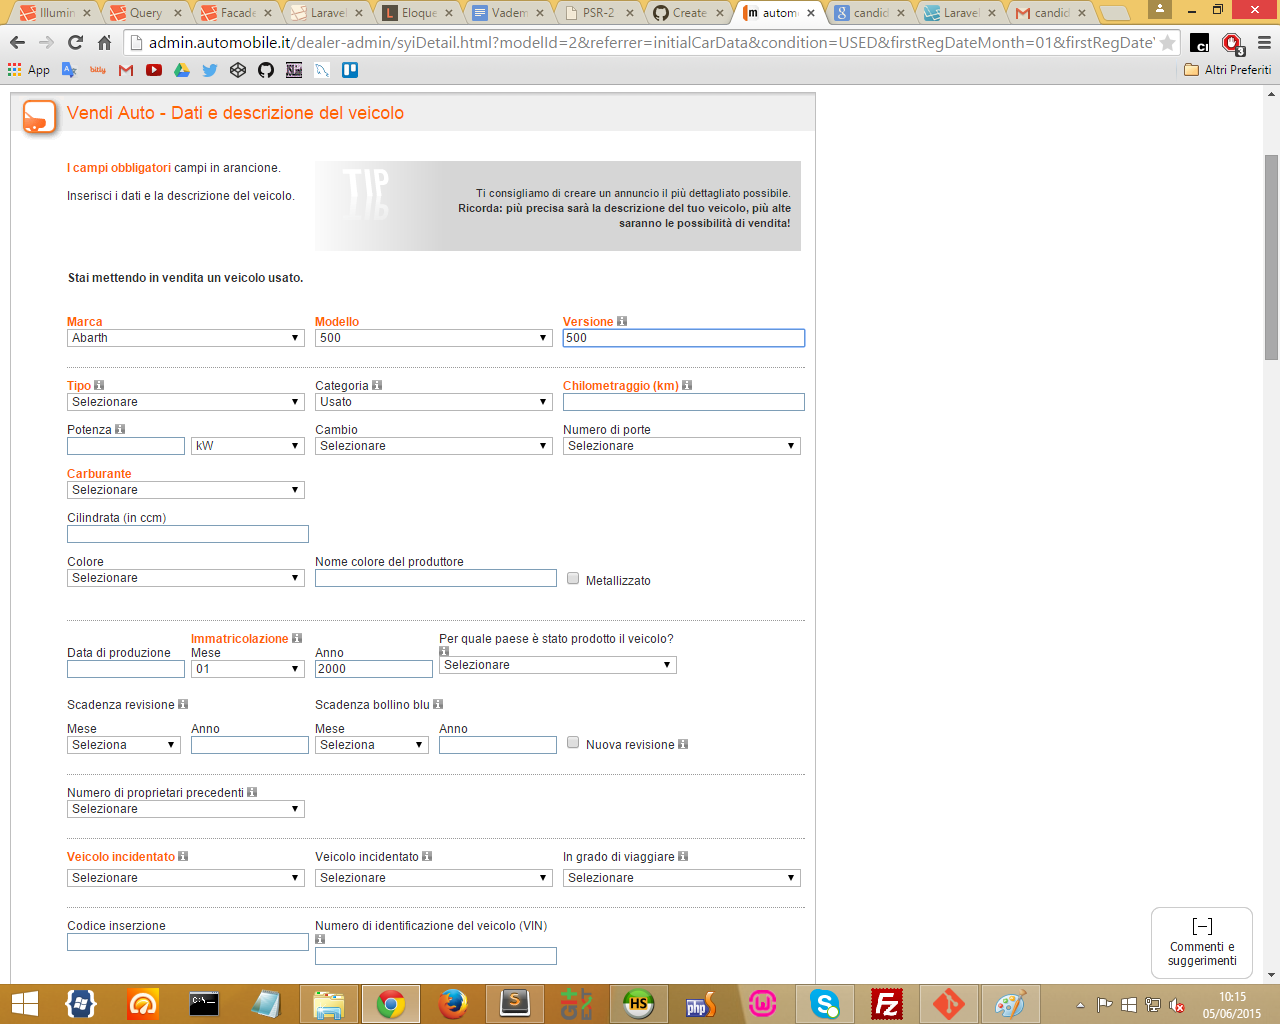 Illumin
Query
Facade
Laravel
Eloque
Vadem
PSR-2
Create
autom
candid
Laravel
candid
admin.automobile.it/dealer-admin/syiDetail.html?modelId=2&referrer=initialCarData&condition=USED&firstRegDateMonth=01&firstRegDate
App
bitly
Altri Preferiti
Vendi Auto - Dati e descrizione del veicolo
I campi obbligatori campi in arancione.
Inserisci i dati e la descrizione del veicolo.
TIP
Ti consigliamo di creare un annuncio il più dettagliato possibile.
Ricorda: più precisa sarà la descrizione del tuo veicolo, più alte
saranno le possibilità di vendita!
Stai mettendo in vendita un veicolo usato.
Marca Modello Versione
Abarth 500 500
Tipo Categoria Chilometraggio (km)
Selezionare Usato
Potenza Cambio Numero di porte
kW Selezionare Selezionare
Carburante
Selezionare
Cilindrata (in ccm)
Colore Nome colore del produttore
Selezionare Metallizzato
Immatricolazione Per quale paese è stato prodotto il veicolo?
Data di produzione Mese Anno
01 2000 Selezionare
Scadenza revisione Scadenza bollino blu
Mese Anno Mese Anno
Seleziona Seleziona Nuova revisione
Numero di proprietari precedenti
Selezionare
Veicolo incidentato Veicolo incidentato In grado di viaggiare
Selezionare Selezionare Selezionare
Codice inserzione Numero di identificazione del veicolo (VIN)
[–]
Commenti e
suggerimenti
10:15
05/06/2015